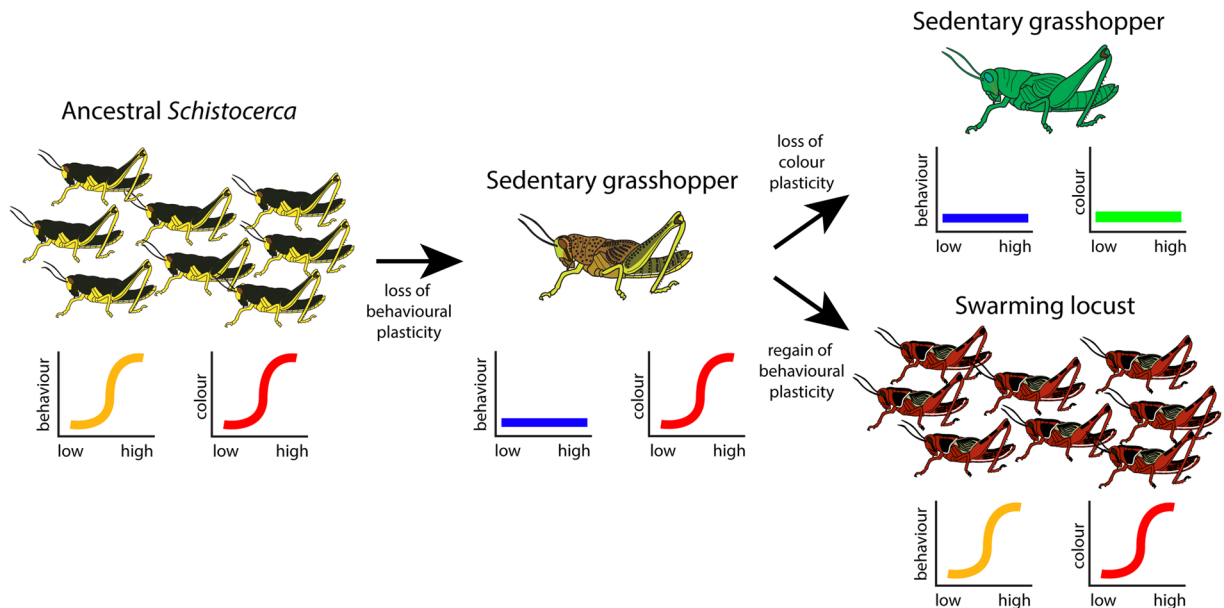 Ancestral Schistocerca
behaviour
low high
colour
low high
loss of
behavioural
plasticity
Sedentary grasshopper
behaviour
low high
colour
low high
loss of
colour
plasticity
Sedentary grasshopper
behaviour
low high
colour
low high
regain of
behavioural
plasticity
Swarming locust
behaviour
low high
colour
low high